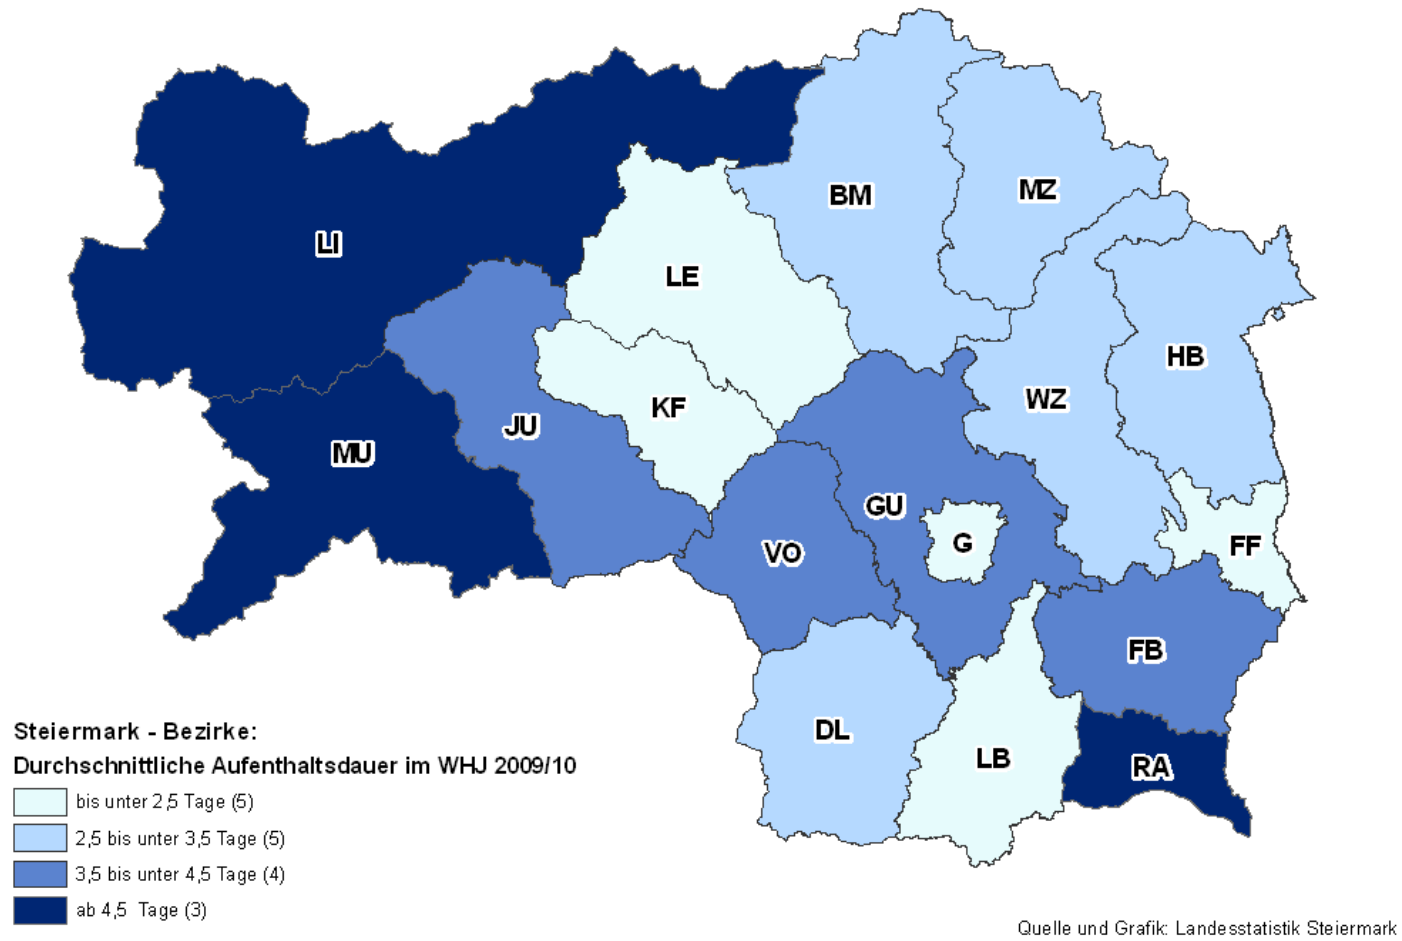 BM
MZ
LI
LE
HB
WZ
KF
JU
MU
GU
G
FF
VO
FB
DL
LB
RA
Steiermark - Bezirke:
Durchschnittliche Aufenthaltsdauer im WHJ 2009/10
bis unter 2,5 Tage (5)
2,5 bis unter 3,5 Tage (5)
3,5 bis unter 4,5 Tage (4)
ab 4,5 Tage (3)
Quelle und Grafik: Landesstatistik Steiermark